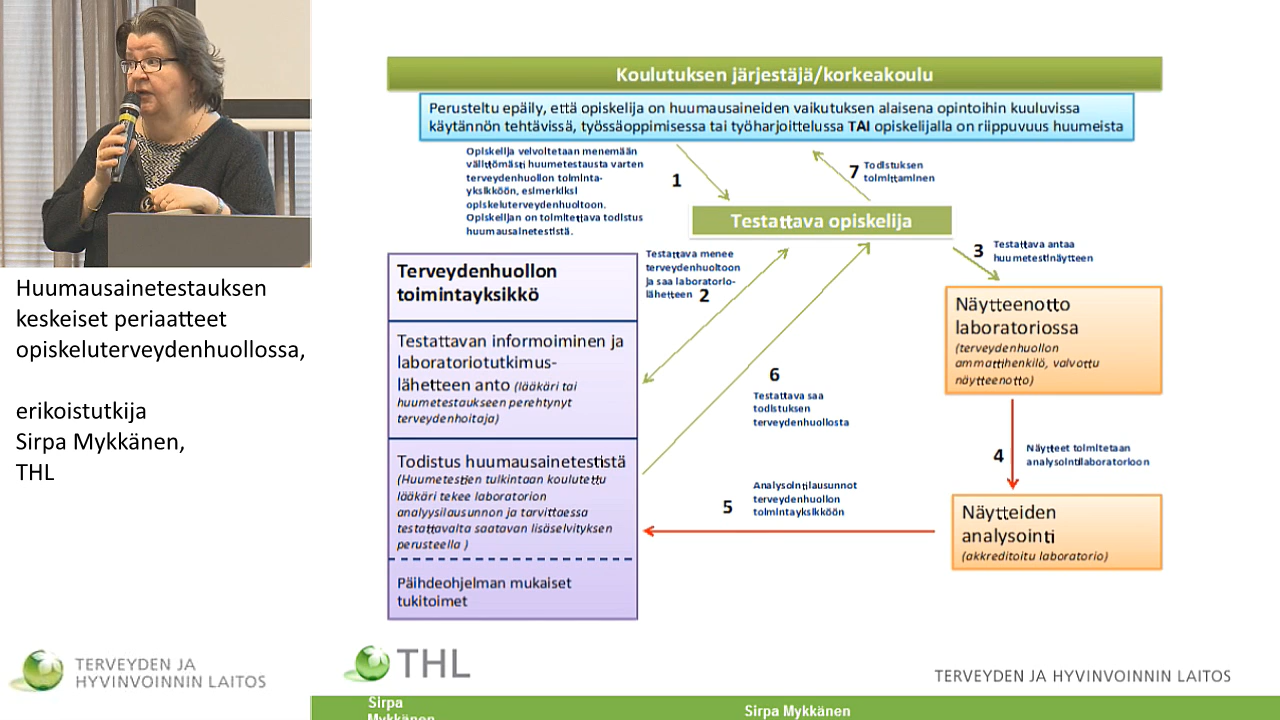 Huumausainetestauksen
keskeiset periaatteet
opiskeluterveydenhuollossa,
erikoistutkija
Sirpa Mykkänen,
THL
TERVEYDEN JA
HYVINVOINNIN LAITOS
Koulutuksen järjestäjä/korkeakoulu
Perusteltu epäily, että opiskelija on huumausaineiden vaikutuksen alaisena opintoihin kuuluvissa
käytännön tehtävissä, työssäoppimisessa tai työharjoittelussa TAI opiskelijalla on riippuvuus huumeista
Opiskelija velvoitetaan menemään
välittömästi huumetestausta varten
terveydenhuollon toiminta-
yksikköön, esimerkiksi
opiskeluterveydenhuoltoon.
Opiskelijan on toimitettava todistus
huumausainetestistä.
1
7
Todistuksen
toimittaminen
Testattava opiskelija
Testattava menee
terveydenhuoltoon
ja saa laboratorio-
lähetteen 2
3
Testattava antaa
huumetestinäytteen
Terveydenhuollon
toimintayksikkö
Testattavan informoiminen ja
laboratoriotutkimus-
lähetteen anto (lääkäri tai
huumetestaukseen perehtynyt
terveydenhoitaja)
Todistus huumausainetestistä
(Huumetestien tulkintaan koulutettu
lääkäri tekee laboratorion
analyysilausunnon ja tarvittaessa
testattavalta saatavan lisäselvityksen
perusteella )
Päihdeohjelman mukaiset
tukitoimet
Näytteenotto
laboratoriossa
(terveydenhuollon
ammattihenkilö, valvottu
näytteenotto)
6
Testattava saa
todistuksen
terveydenhuollosta
4
Näytteet toimitetaan
analysointilaboratorioon
5
Analysointilausunnot
terveydenhuollon
toimintayksikköön
Näytteiden
analysointi
(akkreditoitu laboratorio)
THL
TERVEYDEN JA HYVINVOINNIN LAITOS
Sirpa
Mykkänen
Sirpa Mykkänen